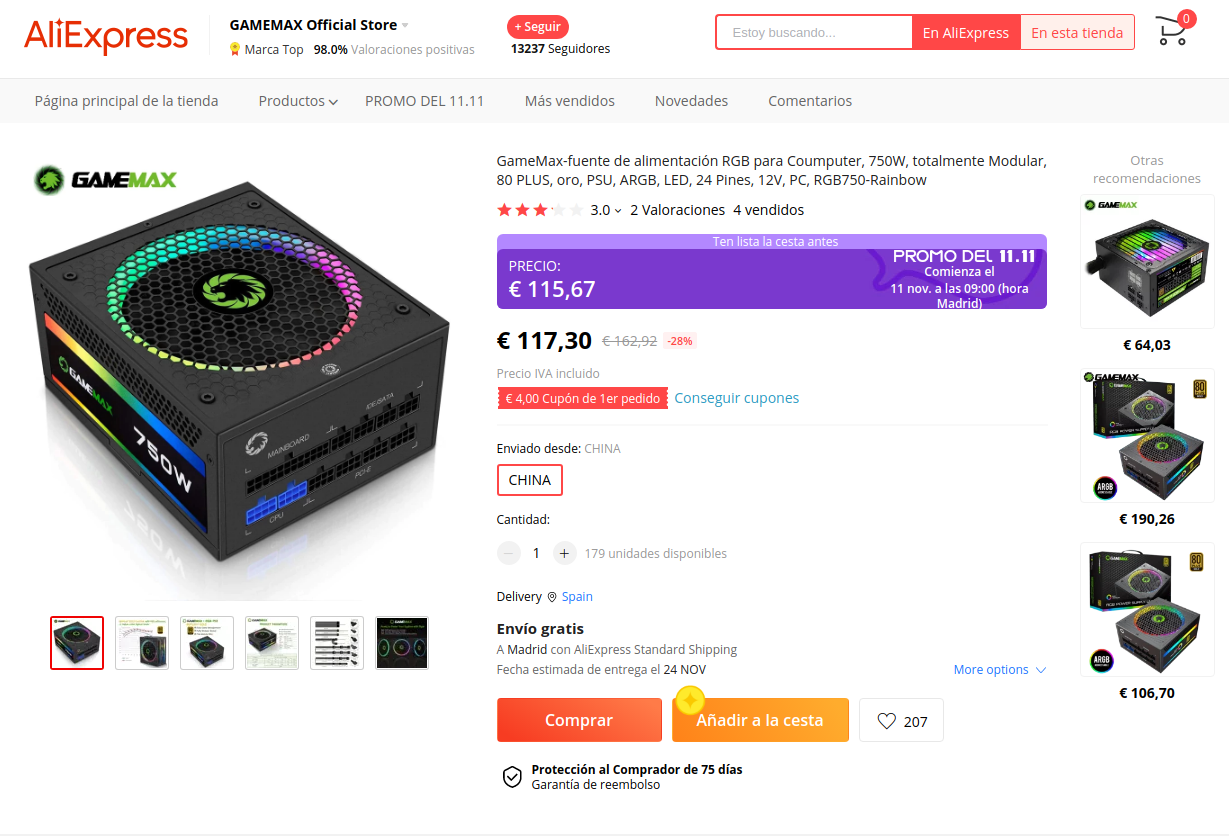 AliExpress
GAMEMAX Official Store
Marca Top 98.0% Valoraciones positivas
+ Seguir
13237 Seguidores
Estoy buscando...
En AliExpress
En esta tienda
0
Página principal de la tienda
Productos
PROMO DEL 11.11
Más vendidos
Novedades
Comentarios
GAMEMAX
GAMEMAX
750W
MAINBOARD
IDE/SATA
CPU
PCI-E
GameMax-fuente de alimentación RGB para Coumputer, 750W, totalmente Modular,
80 PLUS, oro, PSU, ARGB, LED, 24 Pines, 12V, PC, RGB750-Rainbow
3.0 2 Valoraciones 4 vendidos
Ten lista la cesta antes
PRECIO:
€ 115,67
PROMO DEL 11.11
Comienza el
11 nov. a las 09:00 (hora
Madrid)
€ 117,30 € 162,92 -28%
Precio IVA incluido
€ 4,00 Cupón de 1er pedido Conseguir cupones
Enviado desde: CHINA
CHINA
Cantidad:
1 + 179 unidades disponibles
Delivery Spain
Envío gratis
A Madrid con AliExpress Standard Shipping
Fecha estimada de entrega el 24 NOV
More options
Comprar
Añadir a la cesta
207
Protección al Comprador de 75 días
Garantía de reembolso
Otras
recomendaciones
GAMEMAX
€ 64,03
GAMEMAX
80
ARGB
€ 190,26
80
ARGB
€ 106,70